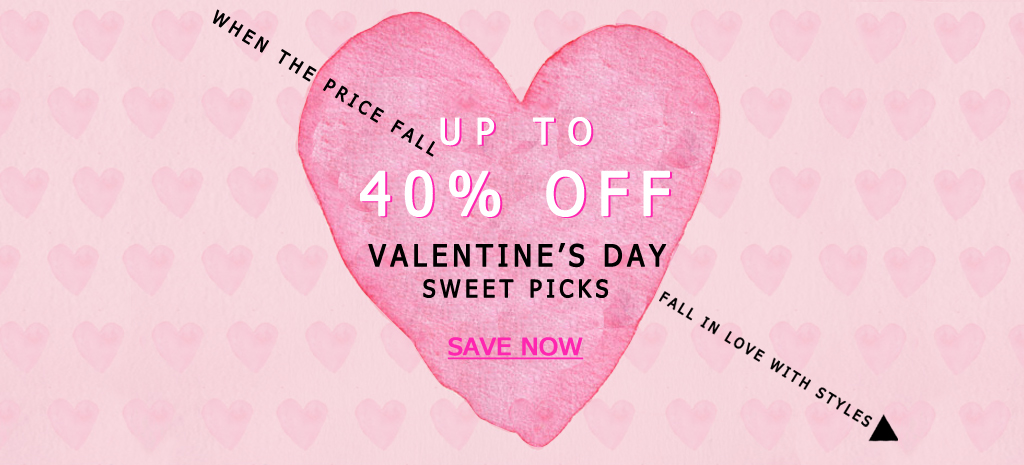 WHEN THE PRICE FALL
UP TO
40% OFF
VALENTINE'S DAY
SWEET PICKS
SAVE NOW
FALL IN LOVE WITH STYLES